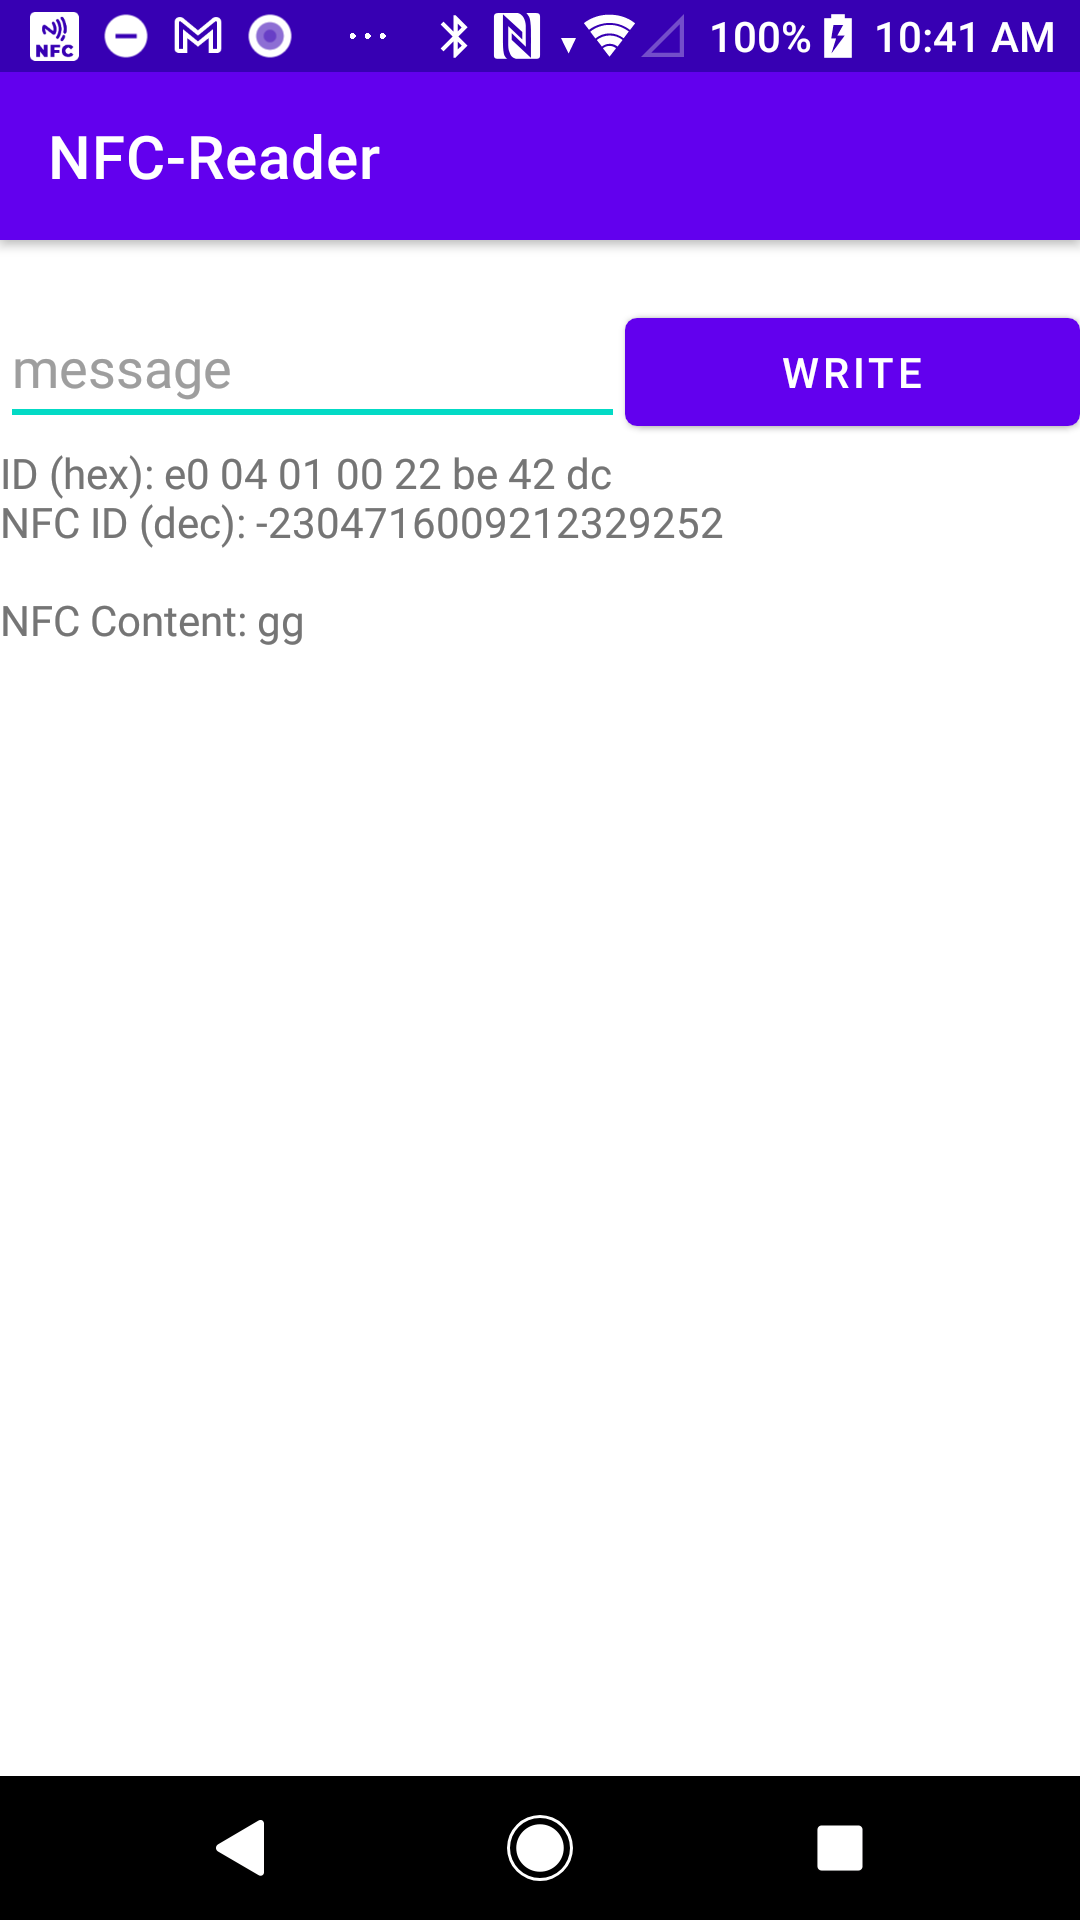 NFC 100% 10:41 AM
NFC-Reader
message WRITE
ID (hex): e0 04 01 00 22 be 42 dc
NFC ID (dec): -2304716009212329252
NFC Content: gg